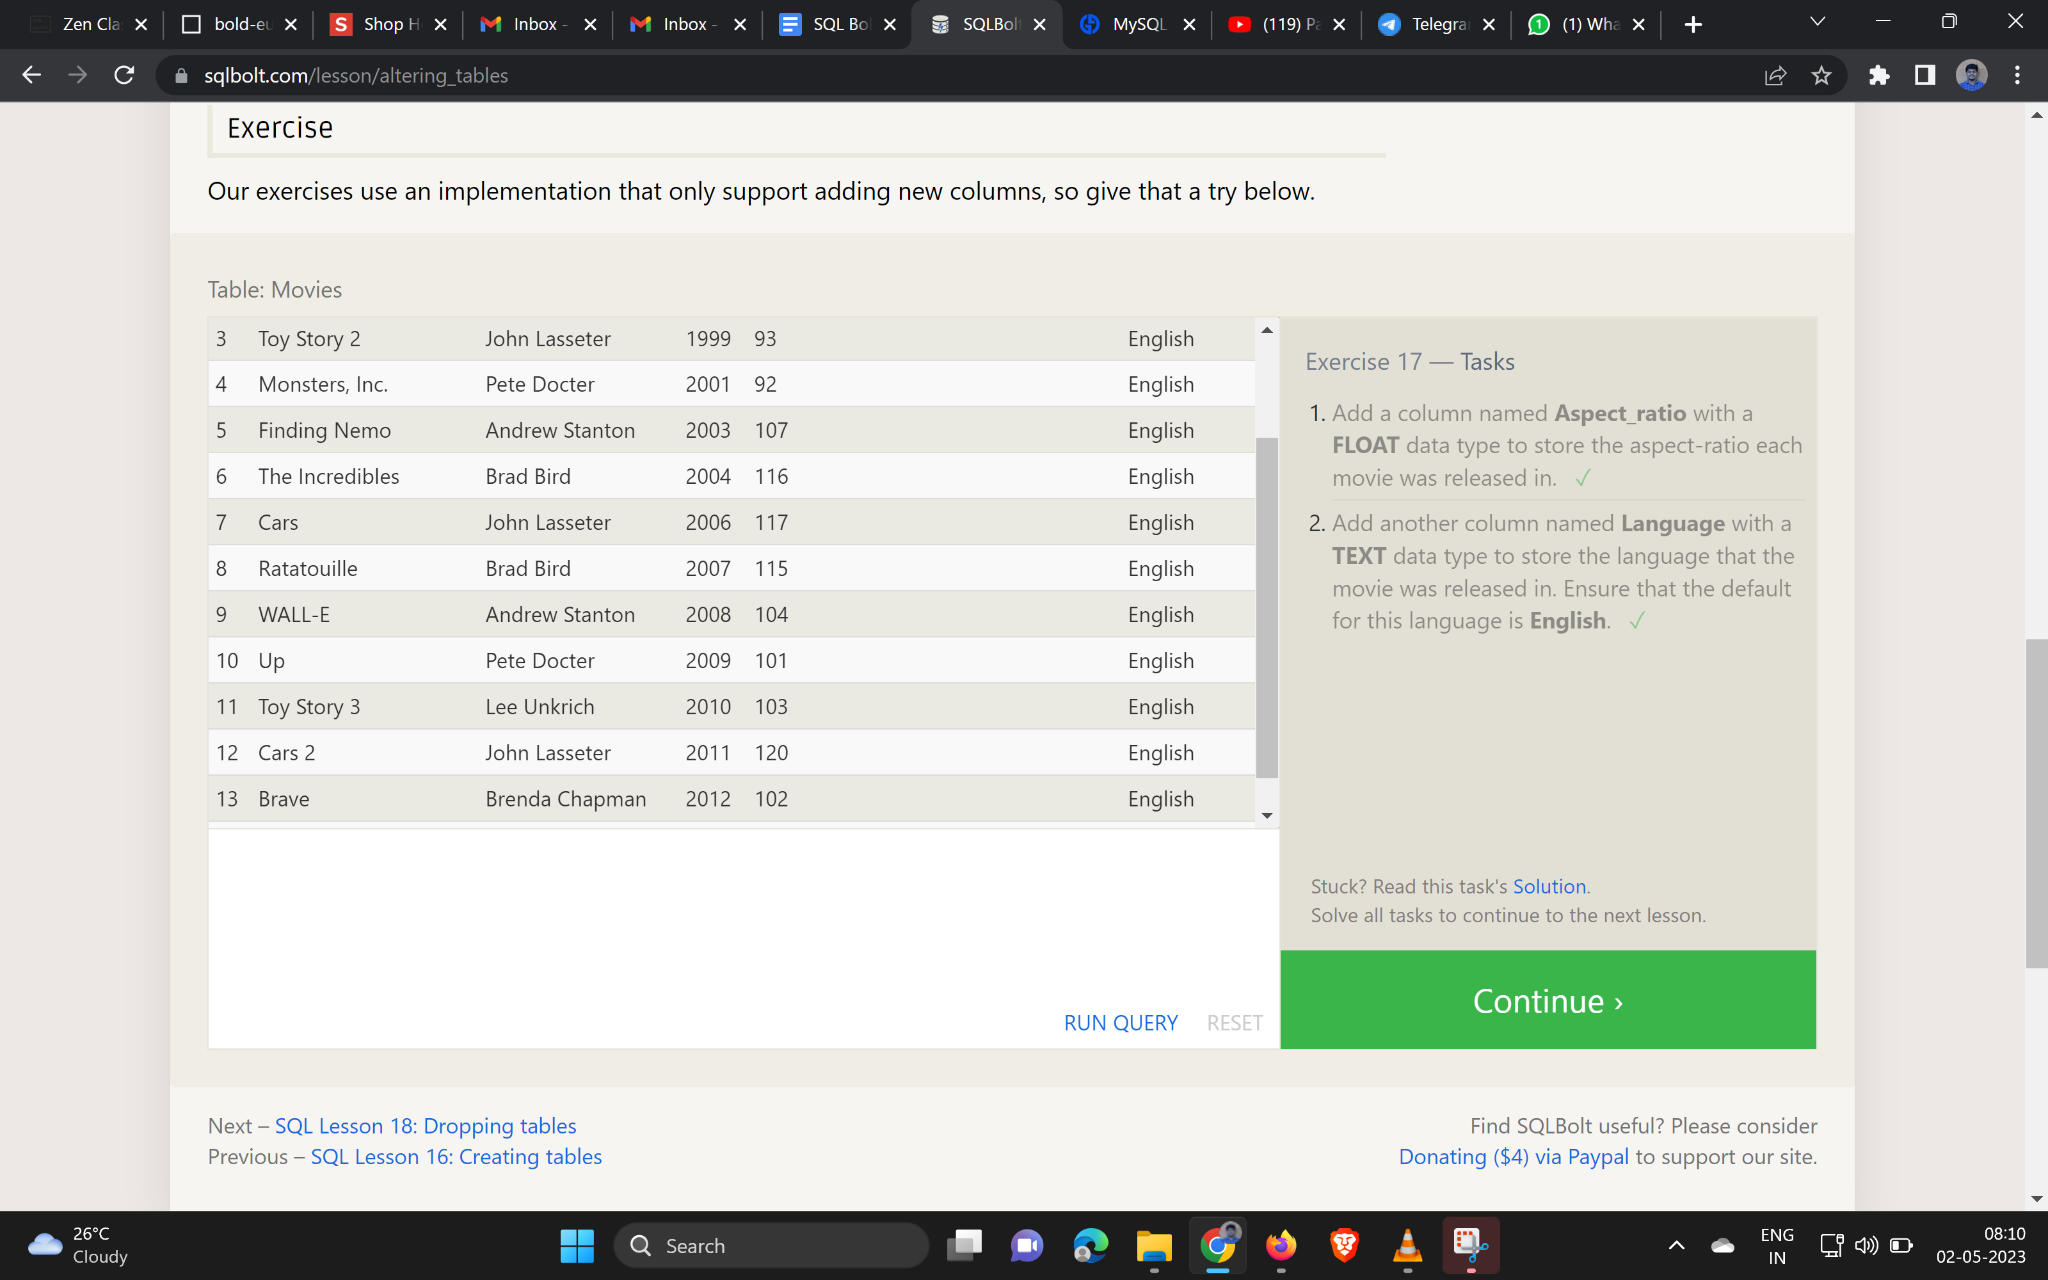 Zen Cla
bold-eu
S Shop H
Inbox -
Inbox -
SQL Bol
SQLBolt
MySQL
(119) Pa
Telegra
1 (1) Wha
sqlbolt.com/lesson/altering_tables
Exercise
Our exercises use an implementation that only support adding new columns, so give that a try below.
Table: Movies
3 Toy Story 2 John Lasseter 1999 93 English
4 Monsters, Inc. Pete Docter 2001 92 English
5 Finding Nemo Andrew Stanton 2003 107 English
6 The Incredibles Brad Bird 2004 116 English
7 Cars John Lasseter 2006 117 English
8 Ratatouille Brad Bird 2007 115 English
9 WALL-E Andrew Stanton 2008 104 English
10 Up Pete Docter 2009 101 English
11 Toy Story 3 Lee Unkrich 2010 103 English
12 Cars 2 John Lasseter 2011 120 English
13 Brave Brenda Chapman 2012 102 English
RUN QUERY RESET
Exercise 17 — Tasks
1. Add a column named Aspect_ratio with a
FLOAT data type to store the aspect-ratio each
movie was released in. ✓
2. Add another column named Language with a
TEXT data type to store the language that the
movie was released in. Ensure that the default
for this language is English. ✓
Stuck? Read this task's Solution.
Solve all tasks to continue to the next lesson.
Continue ›
Next – SQL Lesson 18: Dropping tables
Previous – SQL Lesson 16: Creating tables
Find SQLBolt useful? Please consider
Donating ($4) via Paypal to support our site.
26°C
Cloudy
Search
ENG
IN
08:10
02-05-2023